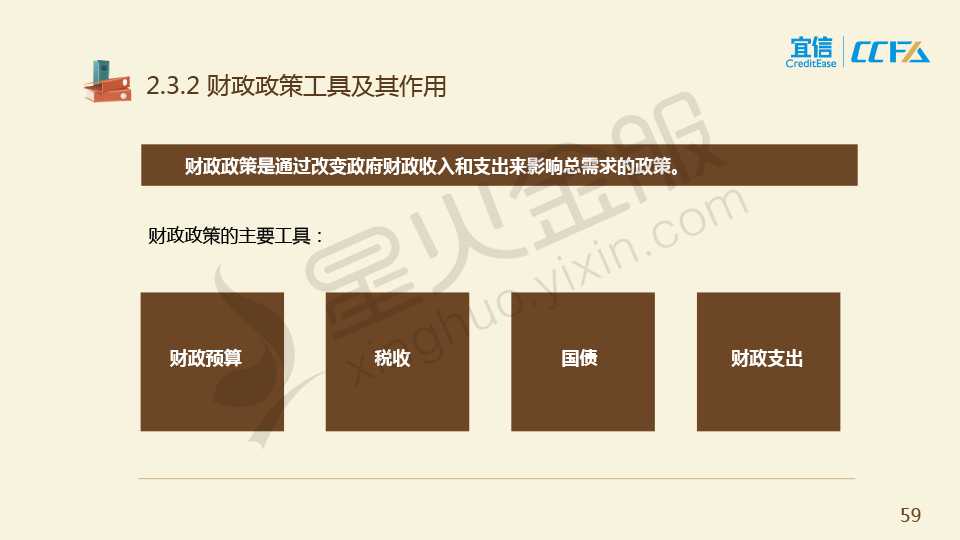 宜信
CreditEase
CCFA
2.3.2 财政政策工具及其作用
财政政策是通过改变政府财政收入和支出来影响总需求的政策。
财政政策的主要工具：
财政预算
税收
国债
财政支出
星火金服
xinghuo.yixin.com
59